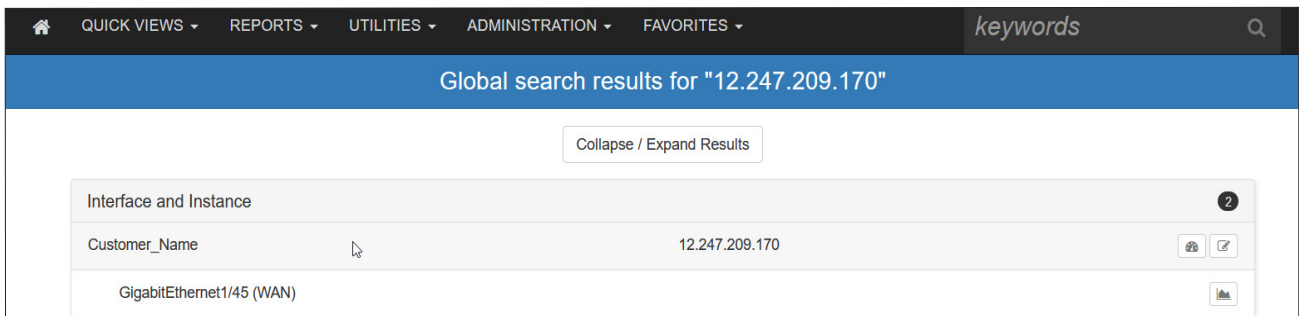 QUICK VIEWS REPORTS UTILITIES ADMINISTRATION FAVORITES keywords
Global search results for "12.247.209.170"
Collapse / Expand Results
Interface and Instance 2
Customer_Name 12.247.209.170
GigabitEthernet1/45 (WAN)